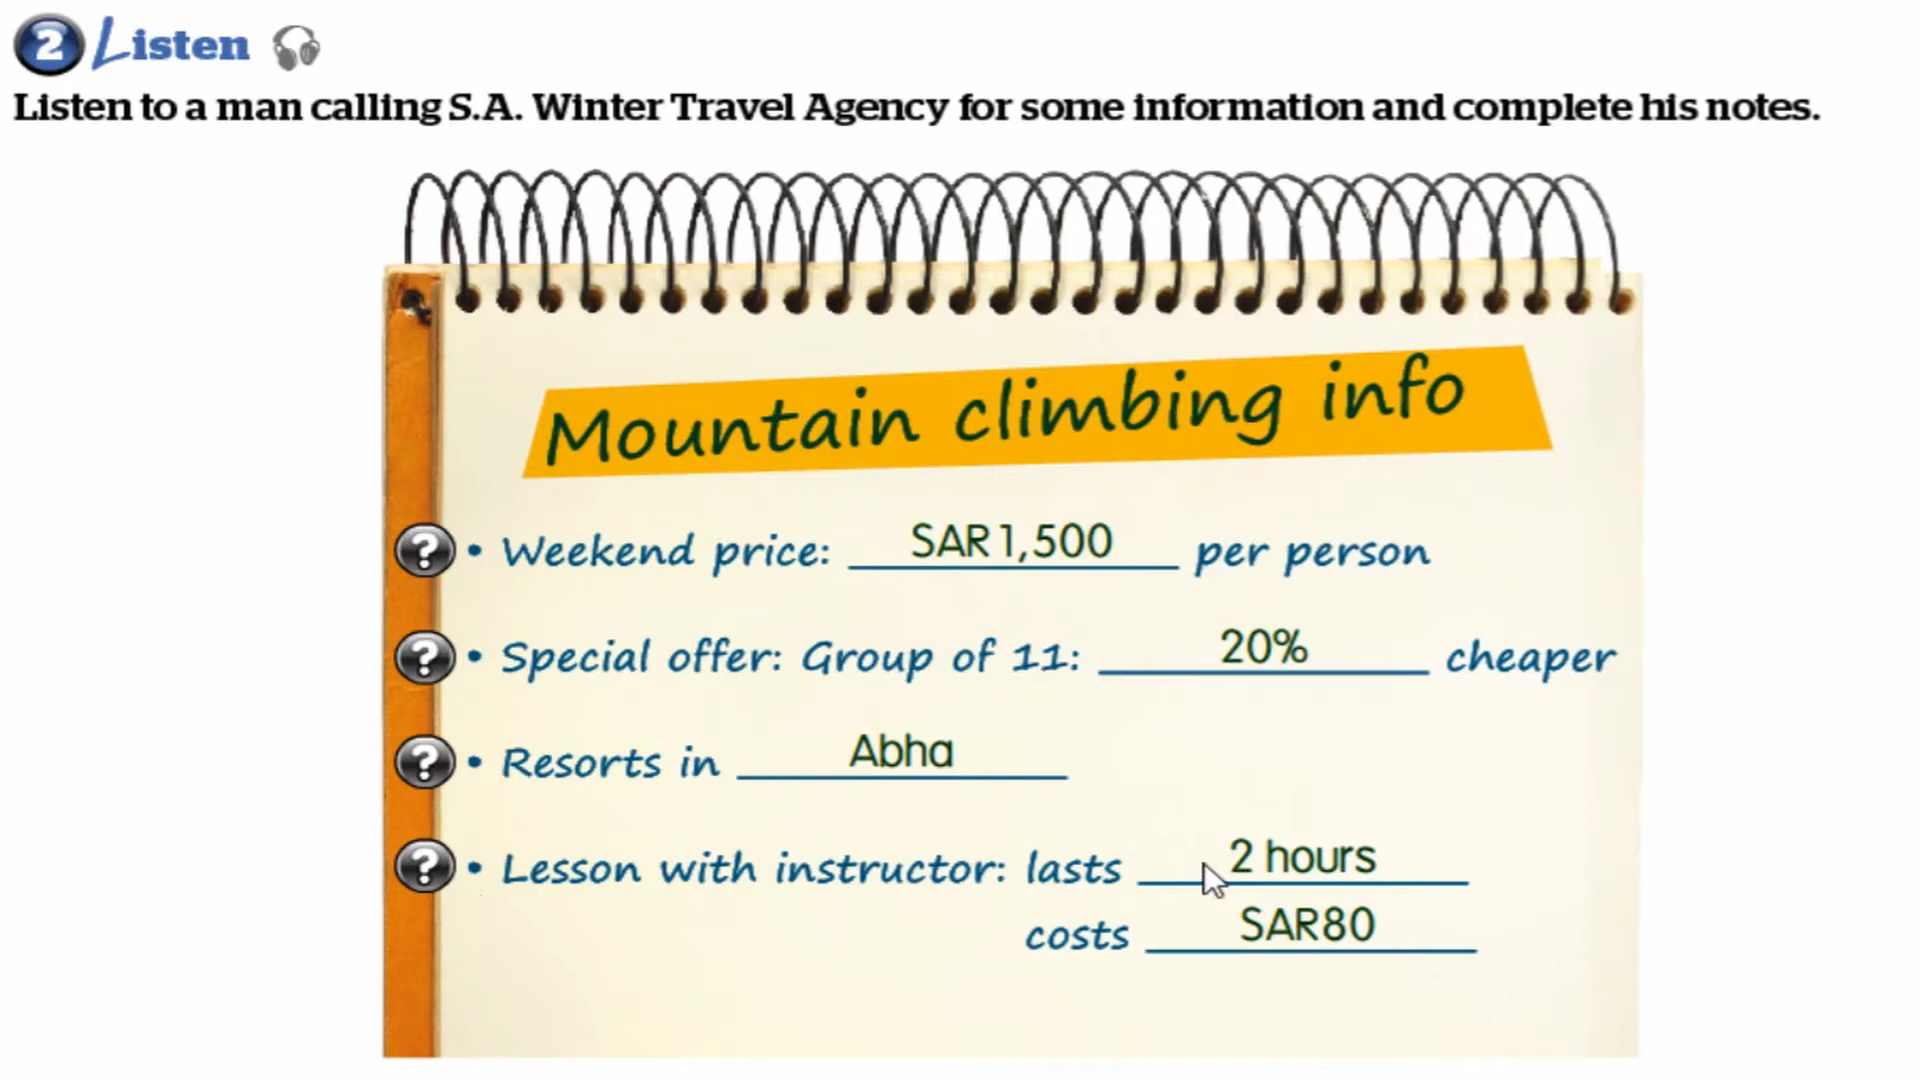 2 Listen
Listen to a man calling S.A. Winter Travel Agency for some information and complete his notes.
Mountain climbing info
? • Weekend price: SAR1,500 per person
? • Special offer: Group of 11: 20% cheaper
? • Resorts in Abha
? • Lesson with instructor: lasts 2 hours
costs SAR80